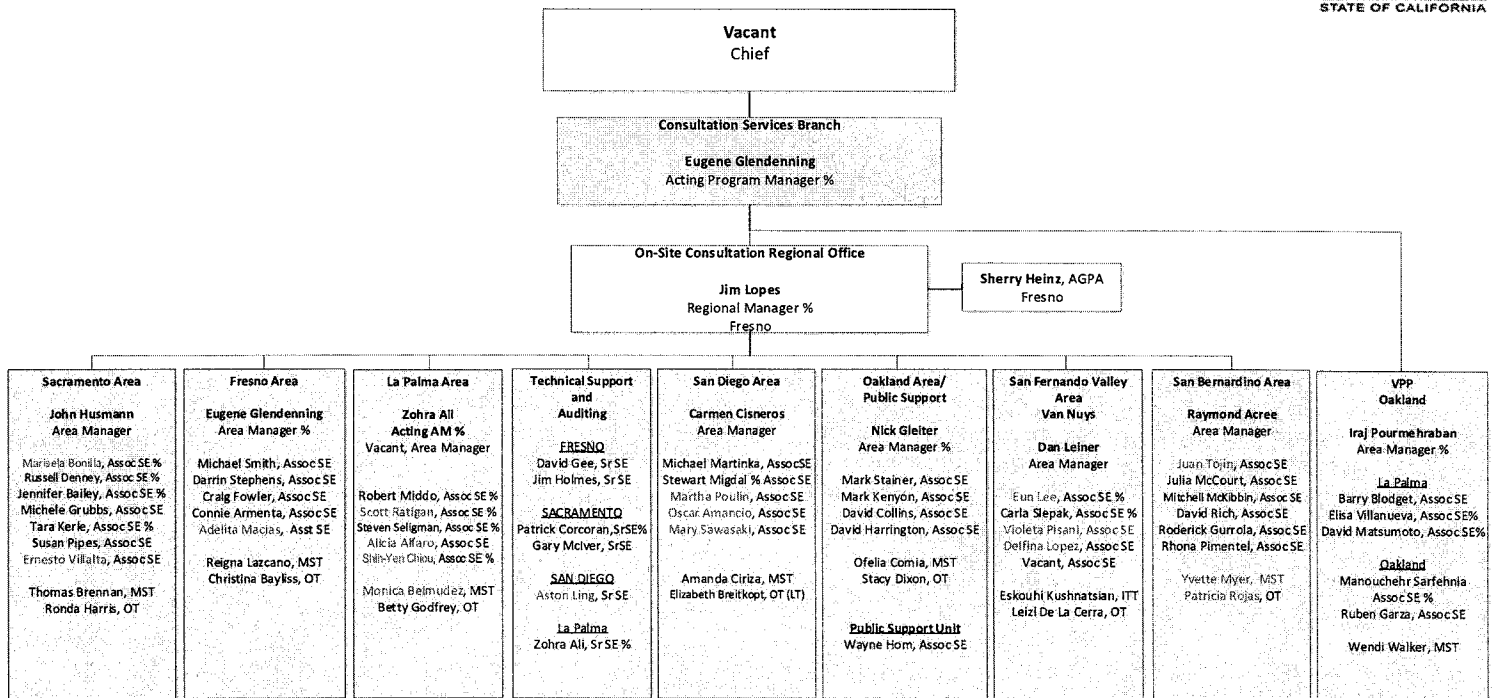 STATE OF CALIFORNIA
Vacant
Chief
Consultation Services Branch
Eugene Glendenning
Acting Program Manager %
On-Site Consultation Regional Office
Jim Lopes
Regional Manager %
Fresno
Sherry Heinz, AGPA
Fresno
Sacramento Area
John Husmann
Area Manager
Marisela Bonilla, Assoc SE %
Russell Denney, Assoc SE %
Jennifer Bailey, Assoc SE %
Michele Grubbs, Assoc SE
Tara Kerle, Assoc SE %
Susan Pipes, Assoc SE
Ernesto Villalta, Assoc SE
Thomas Brennan, MST
Ronda Harris, OT
Fresno Area
Eugene Glendenning
Area Manager %
Michael Smith, Assoc SE
Darrin Stephens, Assoc SE
Craig Fowler, Assoc SE
Connie Armenta, Assoc SE
Adelita Macias, Asst SE
Reigna Lazcano, MST
Christina Bayliss, OT
La Palma Area
Zohra Ali
Acting AM %
Vacant, Area Manager
Robert Middo, Assoc SE %
Scott Ratigan, Assoc SE %
Steven Seligman, Assoc SE %
Alicia Alfaro, Assoc SE
Shih-Yen Chiou, Assoc SE %
Monica Belmudez, MST
Betty Godfrey, OT
Technical Support
and
Auditing
FRESNO
David Gee, Sr SE
Jim Holmes, Sr SE
SACRAMENTO
Patrick Corcoran, SrSE%
Gary McIver, SrSE
SAN DIEGO
Aston Ling, Sr SE
La Palma
Zohra Ali, Sr SE %
San Diego Area
Carmen Cisneros
Area Manager
Michael Martinka, AssocSE
Stewart Migdal % Assoc SE
Martha Poulin, Assoc SE
Oscar Amancio, Assoc SE
Mary Sawasaki, Assoc SE
Amanda Ciriza, MST
Elizabeth Breitkopt, OT (LT)
Oakland Area/
Public Support
Nick Gleiter
Area Manager %
Mark Stainer, Assoc SE
Mark Kenyon, Assoc SE
David Collins, Assoc SE
David Harrington, Assoc SE
Ofelia Comia, MST
Stacy Dixon, OT
Public Support Unit
Wayne Hom, Assoc SE
San Fernando Valley
Area
Van Nuys
Dan Leiner
Area Manager
Eun Lee, Assoc SE %
Carla Slepak, Assoc SE %
Violeta Pisani, Assoc SE
Delfina Lopez, Assoc SE
Vacant, Assoc SE
Eskouhi Kushnatsian, ITT
Leizl De La Cerra, OT
San Bernardino Area
Raymond Acree
Area Manager
Juan Tojin, Assoc SE
Julia McCourt, Assoc SE
Mitchell McKibbin, Assoc SE
David Rich, Assoc SE
Roderick Gurrola, Assoc SE
Rhona Pimentel, Assoc SE
Yvette Myer, MST
Patricia Rojas, OT
VPP
Oakland
Iraj Pourmehraban
Area Manager %
La Palma
Barry Blodget, Assoc SE
Elisa Villanueva, Assoc SE%
David Matsumoto, Assoc SE%
Oakland
Manouchehr Sarfehnia
Assoc SE %
Ruben Garza, Assoc SE
Wendi Walker, MST